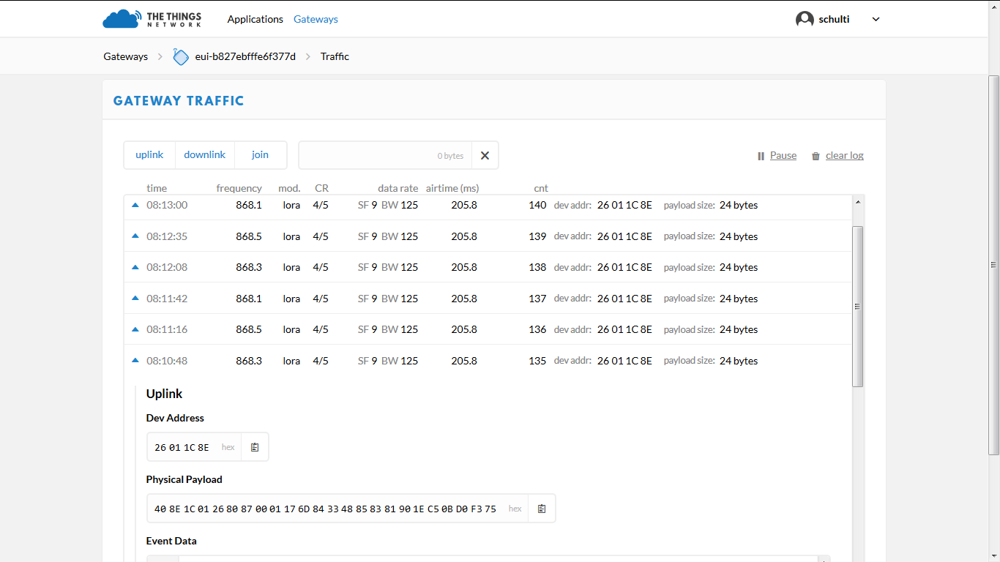 THE THINGS
NETWORK
Applications Gateways
schulti
Gateways eui-b827ebfffe6f377d Traffic
GATEWAY TRAFFIC
uplink downlink join 0 bytes Pause clear log
time frequency mod. CR data rate airtime (ms) cnt
08:13:00 868.1 lora 4/5 SF 9 BW 125 205.8 140 dev addr: 26 01 1C 8E payload size: 24 bytes
08:12:35 868.5 lora 4/5 SF 9 BW 125 205.8 139 dev addr: 26 01 1C 8E payload size: 24 bytes
08:12:08 868.3 lora 4/5 SF 9 BW 125 205.8 138 dev addr: 26 01 1C 8E payload size: 24 bytes
08:11:42 868.1 lora 4/5 SF 9 BW 125 205.8 137 dev addr: 26 01 1C 8E payload size: 24 bytes
08:11:16 868.5 lora 4/5 SF 9 BW 125 205.8 136 dev addr: 26 01 1C 8E payload size: 24 bytes
08:10:48 868.3 lora 4/5 SF 9 BW 125 205.8 135 dev addr: 26 01 1C 8E payload size: 24 bytes
Uplink
Dev Address
26 01 1C 8E hex
Physical Payload
40 8E 1C 01 26 80 87 00 01 17 6D 84 33 48 85 83 81 90 1E C5 0B D0 F3 75 hex
Event Data